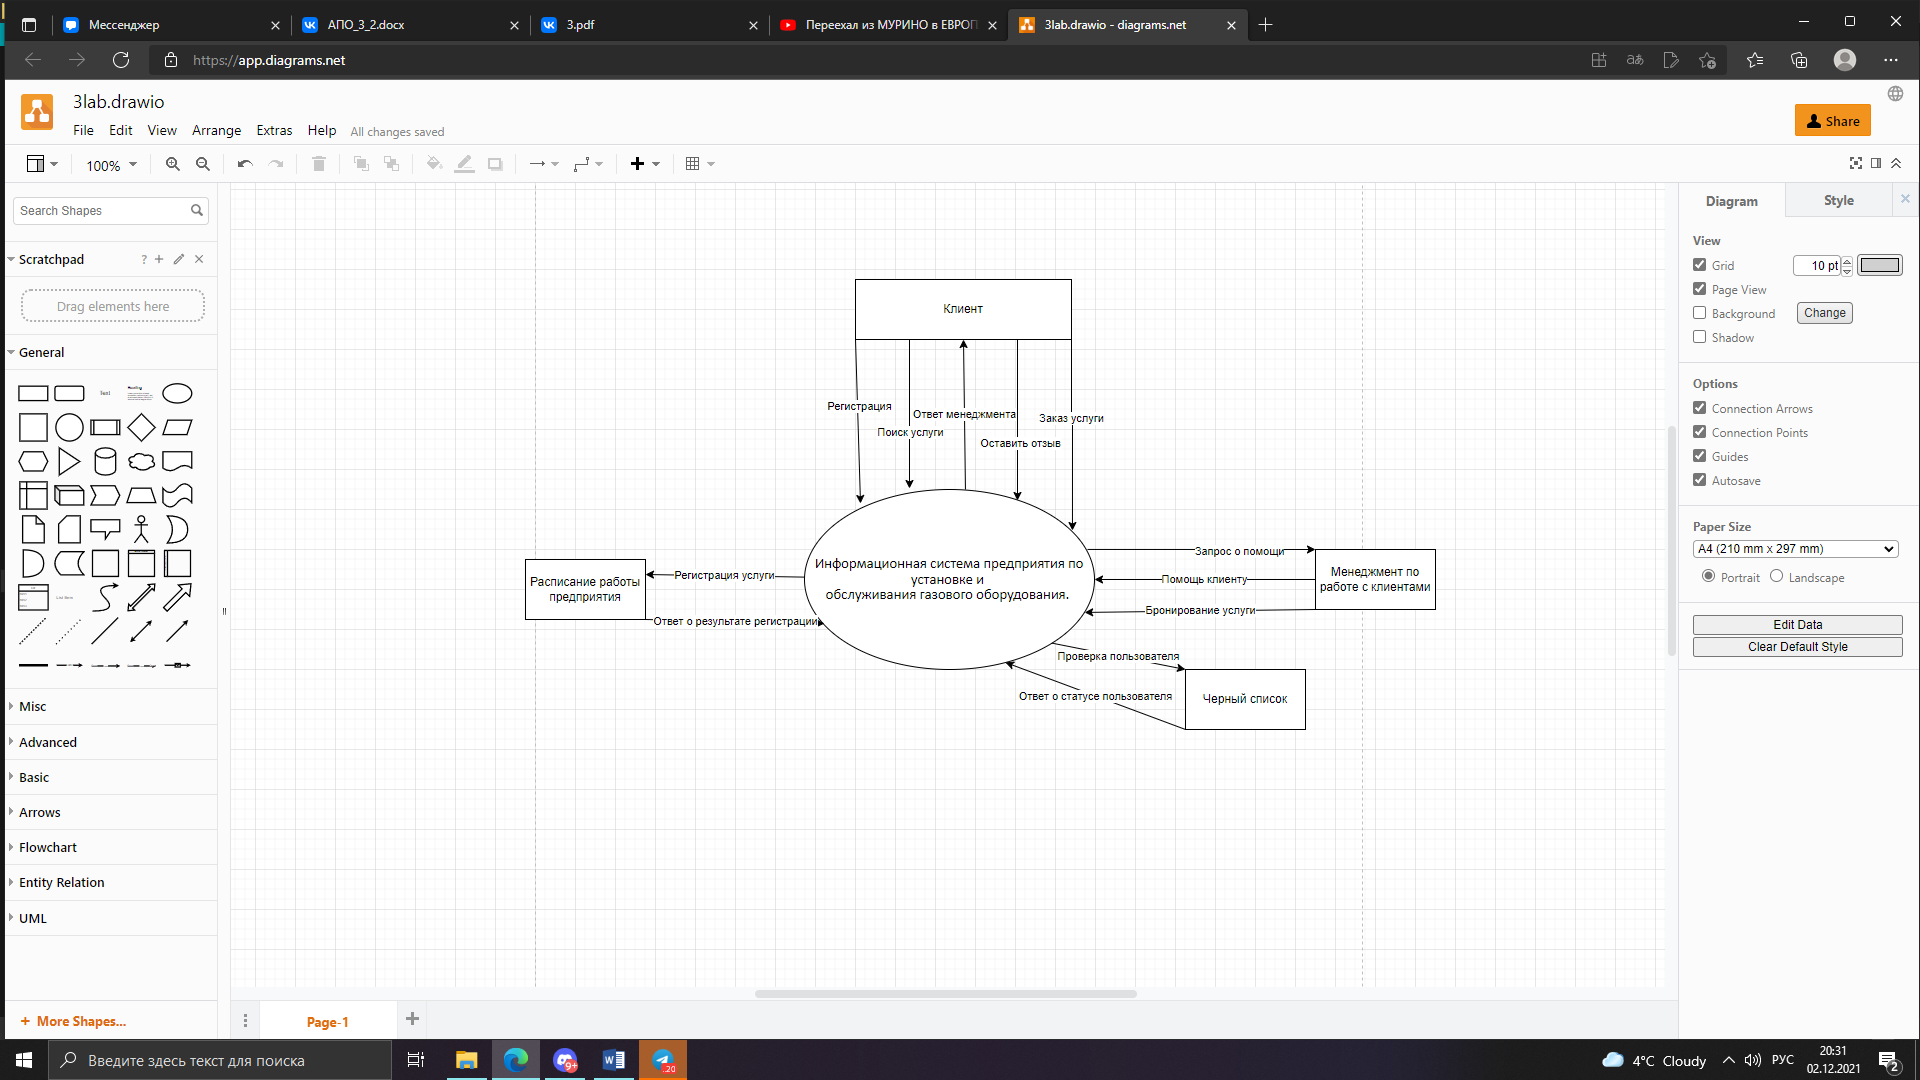 Мессенджер
АПО_3_2.docx
3.pdf
Переехал из МУРИНО в ЕВРОП
3lab.drawio - diagrams.net
https://app.diagrams.net
3lab.drawio
File Edit View Arrange Extras Help All changes saved
Share
100%
Search Shapes
Scratchpad
Drag elements here
General
Misc
Advanced
Basic
Arrows
Flowchart
Entity Relation
UML
+ More Shapes...
Клиент
Регистрация
Поиск услуги
Ответ менеджмента
Оставить отзыв
Заказ услуги
Информационная система предприятия по
установке и
обслуживания газового оборудования.
Расписание работы
предприятия
Регистрация услуги
Ответ о результате регистрации
Запрос о помощи
Помощь клиенту
Бронирование услуги
Менеджмент по
работе с клиентами
Проверка пользователя
Ответ о статусе пользователя
Черный список
Page-1
Diagram
Style
View
Grid
10 pt
Page View
Background
Change
Shadow
Options
Connection Arrows
Connection Points
Guides
Autosave
Paper Size
A4 (210 mm x 297 mm)
Portrait
Landscape
Edit Data
Clear Default Style
Введите здесь текст для поиска
9+
20
4°C Cloudy
РУС
20:31
02.12.2021
2